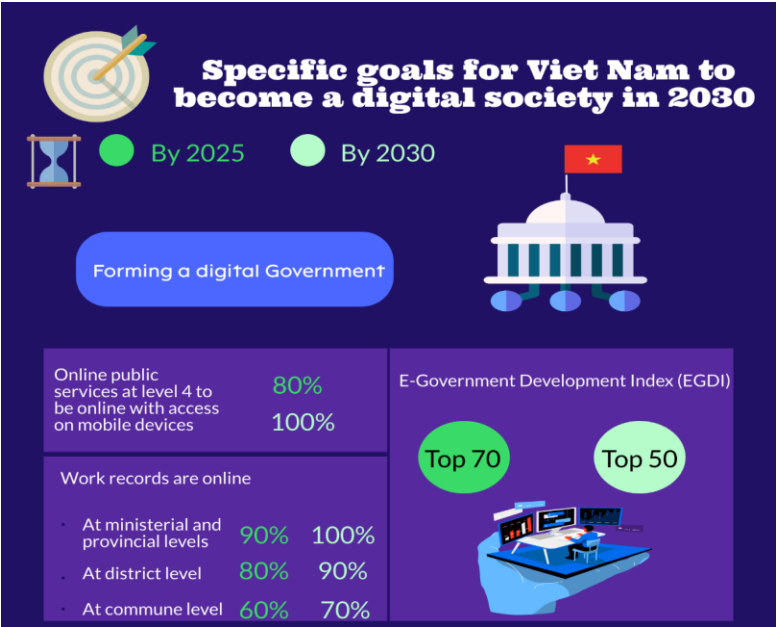 Specific goals for Viet Nam to
become a digital society in 2030
By 2025
By 2030
Forming a digital Government
Online public
services at level 4 to
be online with access
on mobile devices
80%
100%
Work records are online
At ministerial and
provincial levels
90% 100%
At district level 80% 90%
At commune level 60% 70%
E-Government Development Index (EGDI)
Top 70
Top 50